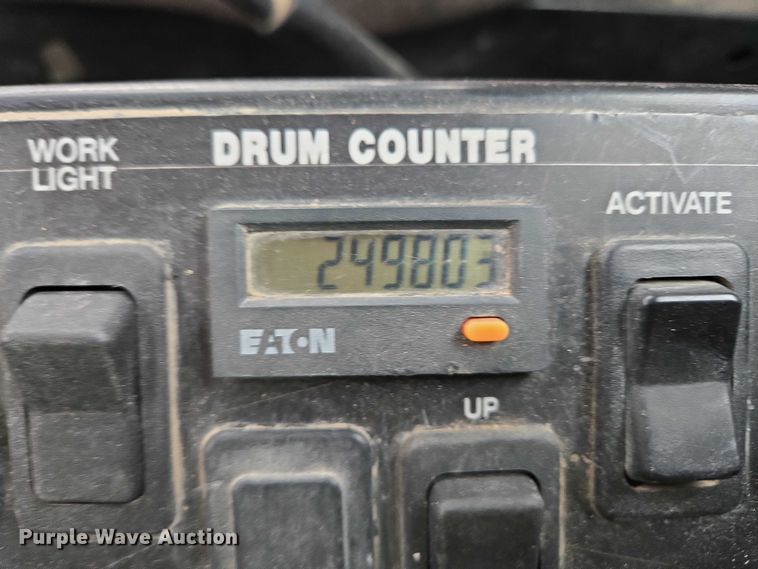 WORK
LIGHT
DRUM COUNTER
ACTIVATE
249803
EATON
UP
Purple Wave Auction